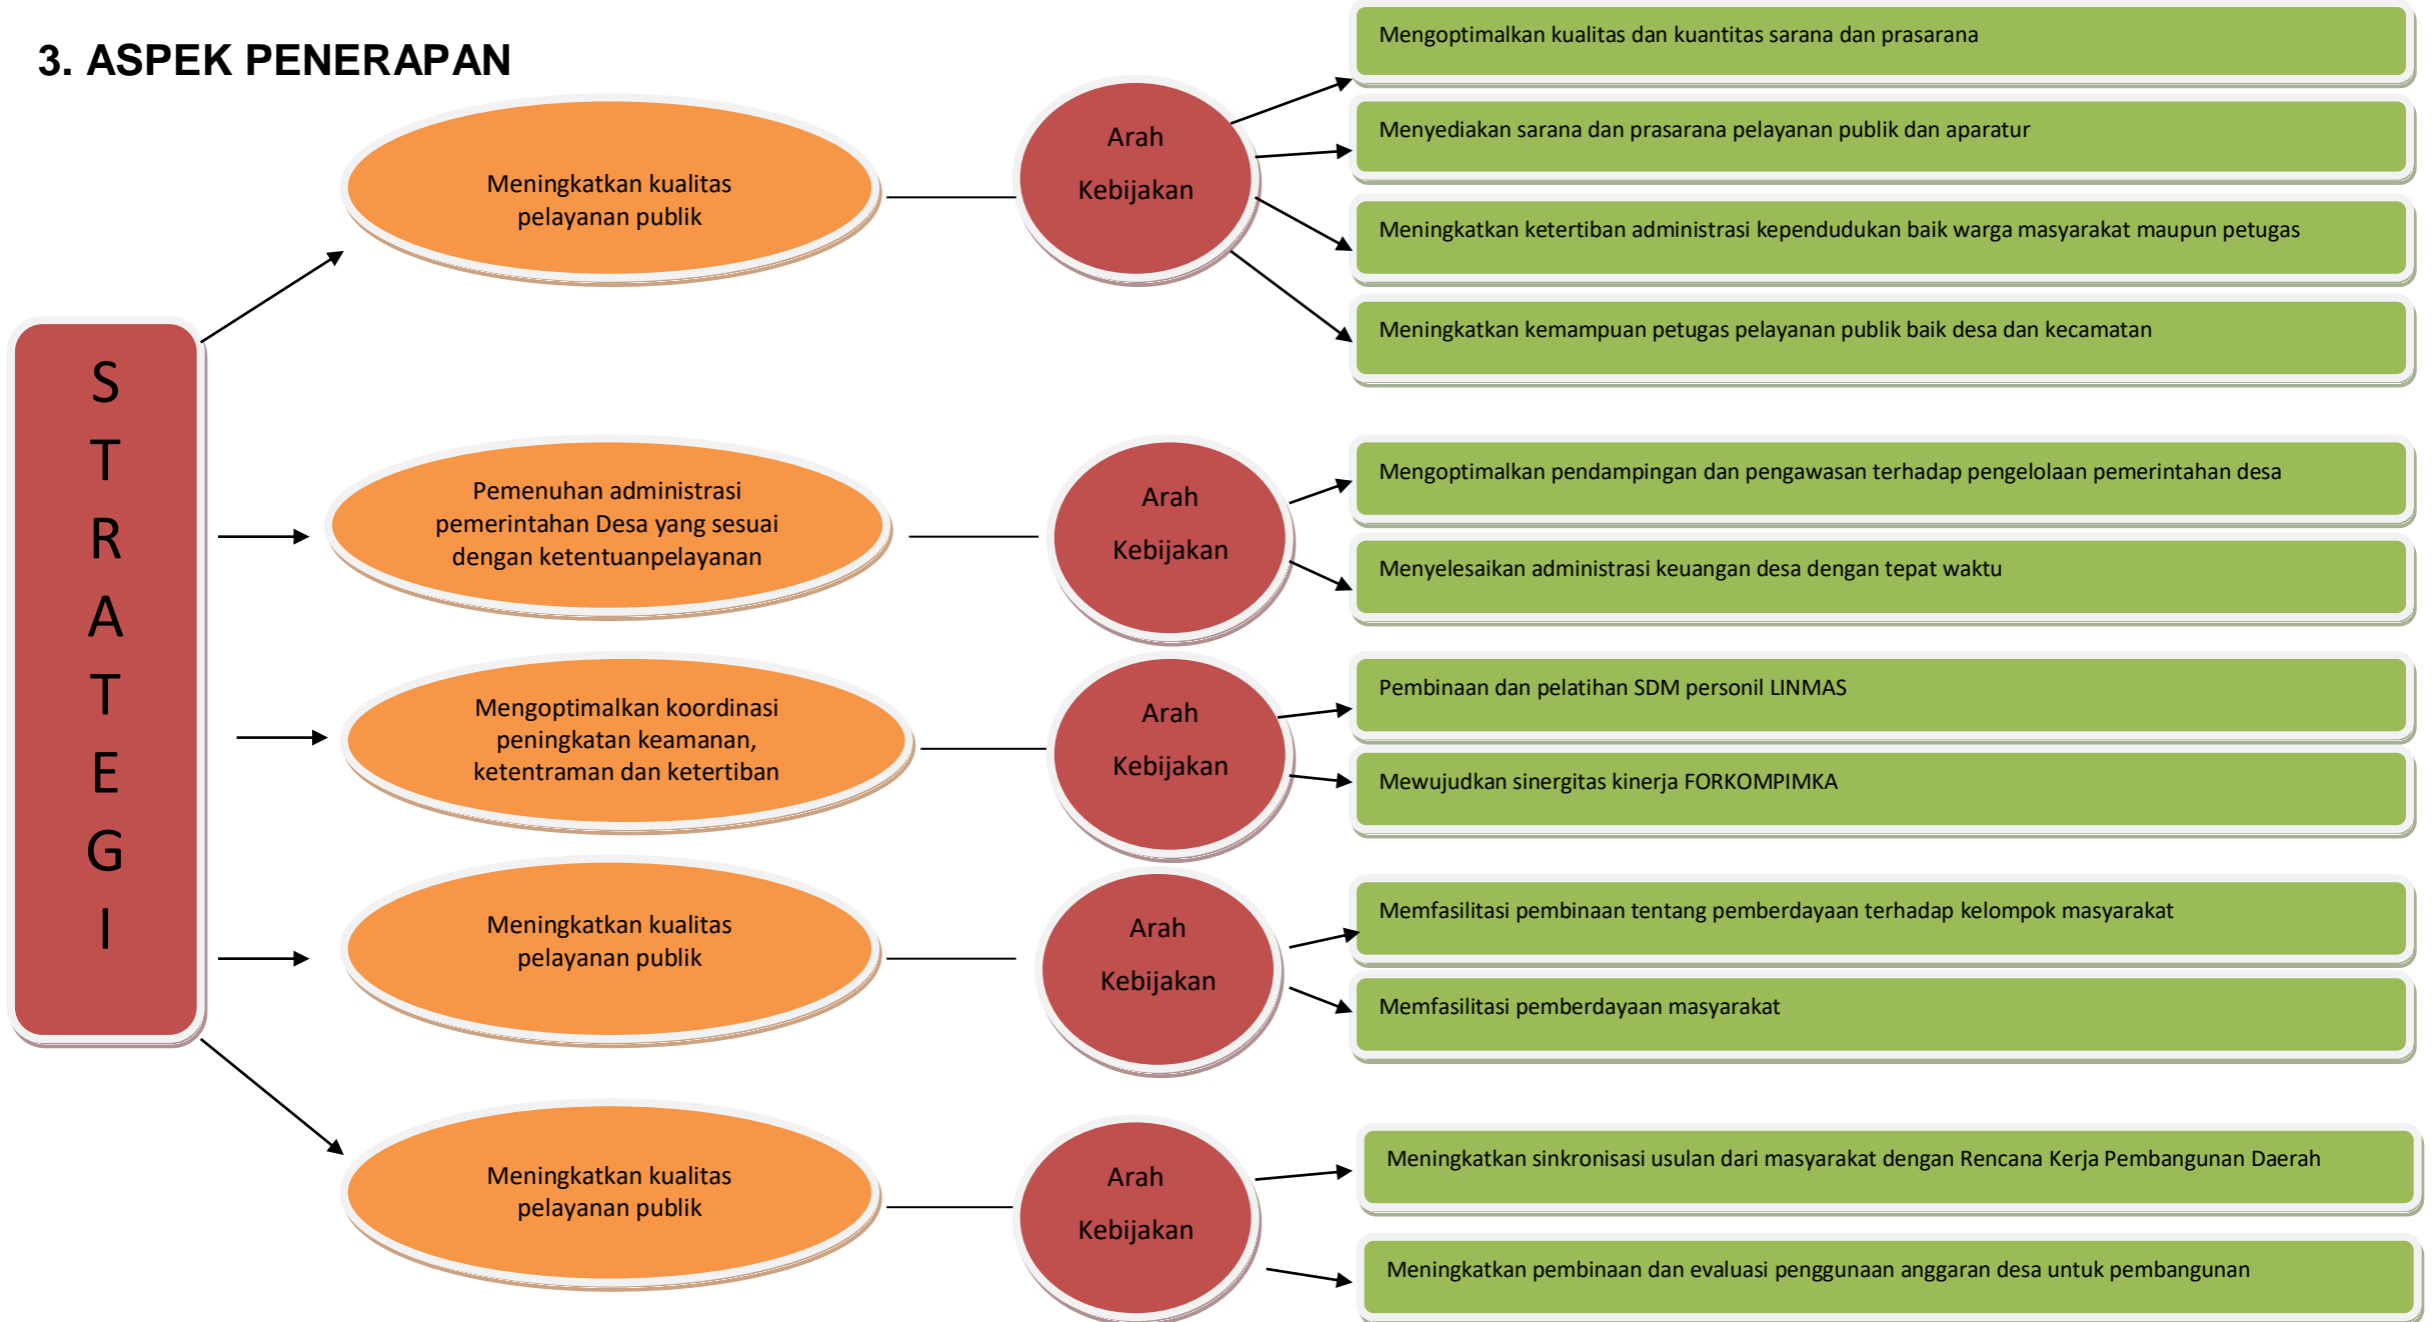 3. ASPEK PENERAPAN
S
T
R
A
T
E
G
I
Meningkatkan kualitas
pelayanan publik
Arah
Kebijakan
Mengoptimalkan kualitas dan kuantitas sarana dan prasarana
Menyediakan sarana dan prasarana pelayanan publik dan aparatur
Meningkatkan ketertiban administrasi kependudukan baik warga masyarakat maupun petugas
Meningkatkan kemampuan petugas pelayanan publik baik desa dan kecamatan
Pemenuhan administrasi
pemerintahan Desa yang sesuai
dengan ketentuanpelayanan
Arah
Kebijakan
Mengoptimalkan pendampingan dan pengawasan terhadap pengelolaan pemerintahan desa
Menyelesaikan administrasi keuangan desa dengan tepat waktu
Mengoptimalkan koordinasi
peningkatan keamanan,
ketentraman dan ketertiban
Arah
Kebijakan
Pembinaan dan pelatihan SDM personil LINMAS
Mewujudkan sinergitas kinerja FORKOMPIMKA
Meningkatkan kualitas
pelayanan publik
Arah
Kebijakan
Memfasilitasi pembinaan tentang pemberdayaan terhadap kelompok masyarakat
Memfasilitasi pemberdayaan masyarakat
Meningkatkan kualitas
pelayanan publik
Arah
Kebijakan
Meningkatkan sinkronisasi usulan dari masyarakat dengan Rencana Kerja Pembangunan Daerah
Meningkatkan pembinaan dan evaluasi penggunaan anggaran desa untuk pembangunan